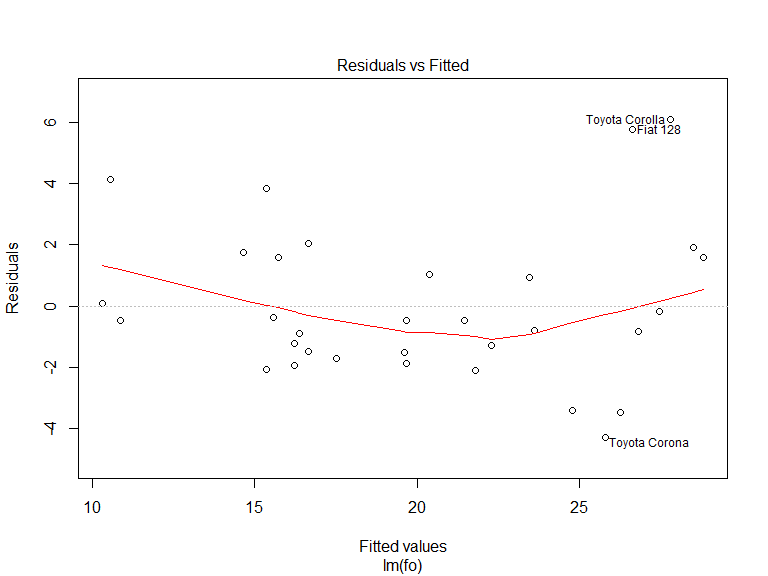 Residuals vs Fitted
Residuals
6
4
2
0
-2
-4
Toyota Corolla
Fiat 128
Toyota Corona
10 15 20 25
Fitted values
lm(fo)